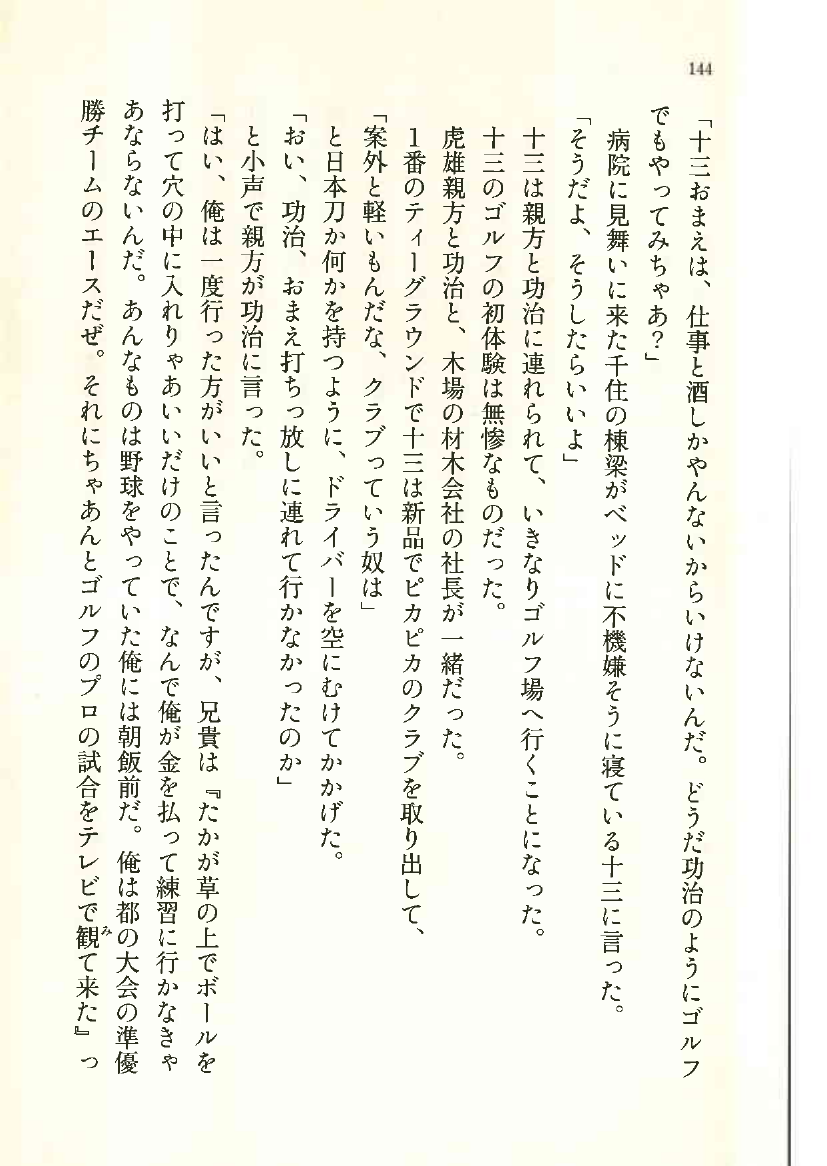 144
「十三おまえは、仕事と酒しかやんないからいけないんだ。どうだ功治のようにゴルフ
でもやってみちゃあ？」
病院に見舞いに来た千住の棟梁がベッドに不機嫌そうに寝ている十三に言った。
「そうだよ、そうしたらいいよ」
十三は親方と功治に連れられて、いきなりゴルフ場へ行くことになった。
十三のゴルフの初体験は無惨なものだった。
虎雄親方と功治と、木場の材木会社の社長が一緒だった。
１番のティーグラウンドで十三は新品でピカピカのクラブを取り出して、
「案外と軽いもんだな、クラブっていう奴は」
と日本刀か何かを持つように、ドライバーを空にむけてかかげた。
「おい、功治、おまえ打ちっ放しに連れて行かなかったのか」
と小声で親方が功治に言った。
「はい、俺は一度行った方がいいと言ったんですが、兄貴は『たかが草の上でボールを
打って穴の中に入れりゃあいいだけのことで、なんで俺が金を払って練習に行かなきゃ
あならないんだ。あんなものは野球をやっていた俺には朝飯前だ。俺は都の大会の準優
勝チームのエースだぜ。それにちゃあんとゴルフのプロの試合をテレビで観て来た』っ
み